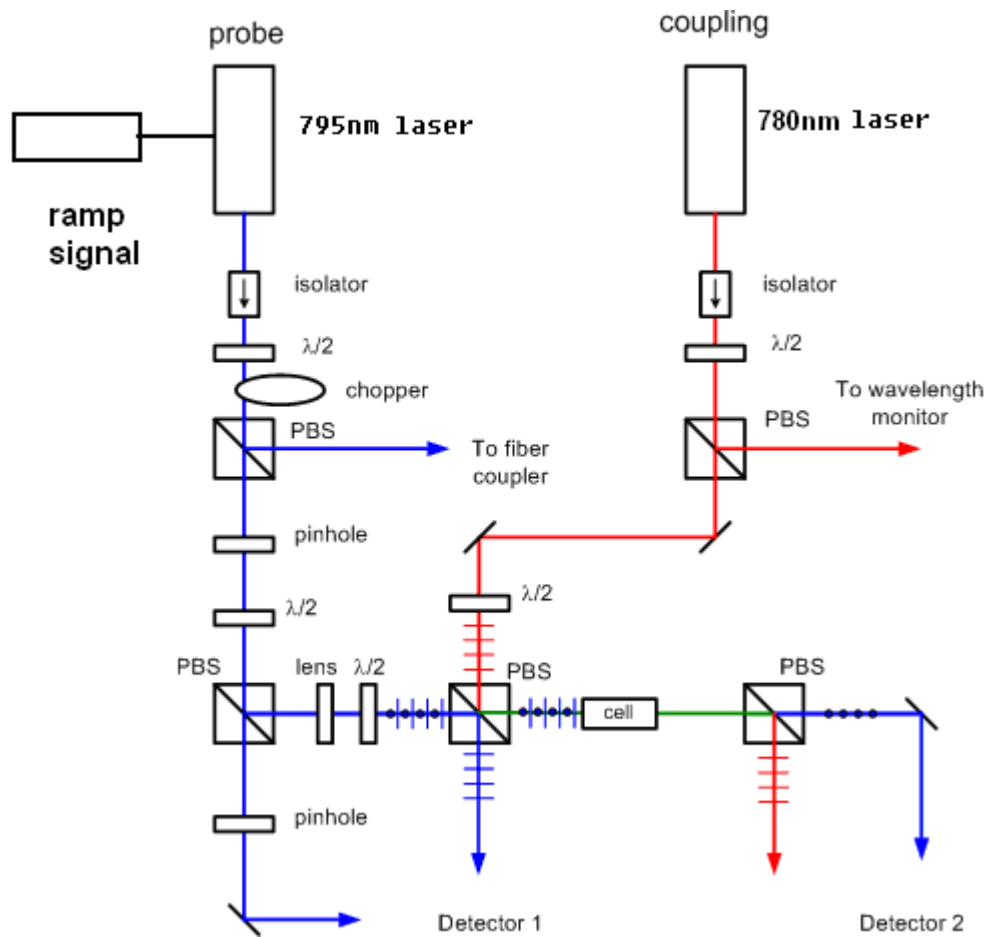 probe
coupling
795nm laser
780nm laser
ramp
signal
isolator
isolator
λ/2
λ/2
chopper
To wavelength
monitor
PBS
PBS
To fiber
coupler
pinhole
λ/2
λ/2
PBS
lens
λ/2
PBS
PBS
cell
pinhole
Detector 1
Detector 2